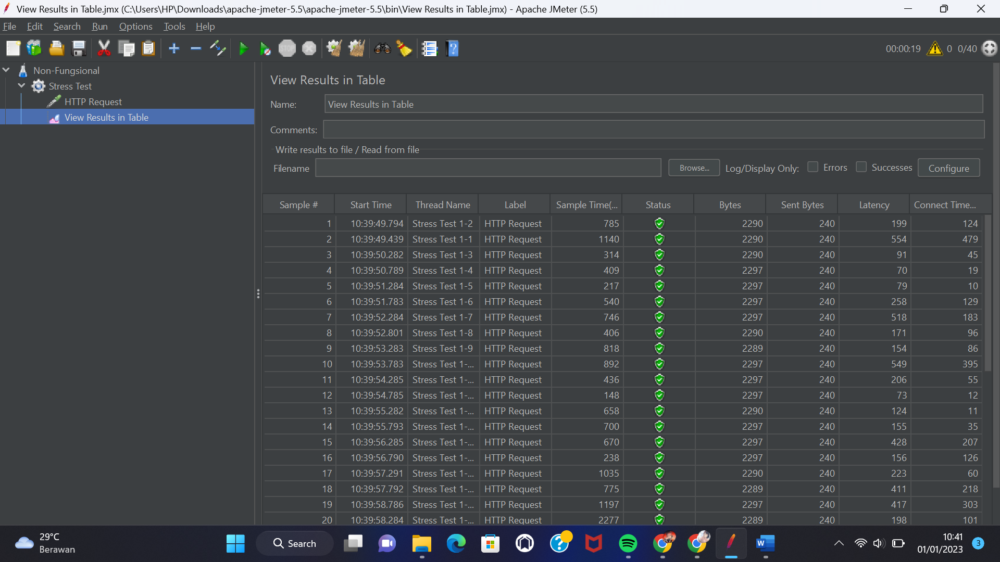 View Results in Table.jmx (C:\Users\HP\Downloads\apache-jmeter-5.5\apache-jmeter-5.5\bin\View Results in Table.jmx) - Apache JMeter (5.5)
File Edit Search Run Options Tools Help
STOP
00:00:19 0 0/40
Non-Fungsional
Stress Test
HTTP Request
View Results in Table
View Results in Table
Name: View Results in Table
Comments:
Write results to file / Read from file
Filename Browse... Log/Display Only: Errors Successes Configure
Sample # Start Time Thread Name Label Sample Time(... Status Bytes Sent Bytes Latency Connect Time...
1 10:39:49.794 Stress Test 1-2 HTTP Request 785 2290 240 199 124
2 10:39:49.439 Stress Test 1-1 HTTP Request 1140 2290 240 554 479
3 10:39:50.282 Stress Test 1-3 HTTP Request 314 2290 240 91 45
4 10:39:50.789 Stress Test 1-4 HTTP Request 409 2297 240 70 19
5 10:39:51.284 Stress Test 1-5 HTTP Request 217 2297 240 79 10
6 10:39:51.783 Stress Test 1-6 HTTP Request 540 2297 240 258 129
7 10:39:52.284 Stress Test 1-7 HTTP Request 746 2297 240 518 183
8 10:39:52.801 Stress Test 1-8 HTTP Request 406 2290 240 171 96
9 10:39:53.283 Stress Test 1-9 HTTP Request 818 2289 240 154 86
10 10:39:53.783 Stress Test 1-... HTTP Request 892 2297 240 549 395
11 10:39:54.285 Stress Test 1-... HTTP Request 436 2297 240 206 55
12 10:39:54.785 Stress Test 1-... HTTP Request 148 2297 240 73 12
13 10:39:55.282 Stress Test 1-... HTTP Request 658 2290 240 124 11
14 10:39:55.793 Stress Test 1-... HTTP Request 700 2297 240 155 35
15 10:39:56.285 Stress Test 1-... HTTP Request 670 2297 240 428 207
16 10:39:56.790 Stress Test 1-... HTTP Request 238 2297 240 156 126
17 10:39:57.291 Stress Test 1-... HTTP Request 1035 2290 240 223 60
18 10:39:57.792 Stress Test 1-... HTTP Request 775 2289 240 411 218
19 10:39:58.786 Stress Test 1-... HTTP Request 1197 2297 240 417 303
20 10:39:58.284 Stress Test 1-... HTTP Request 2277 2289 240 198 101
29°C
Berawan
Search
10:41
01/01/2023
3